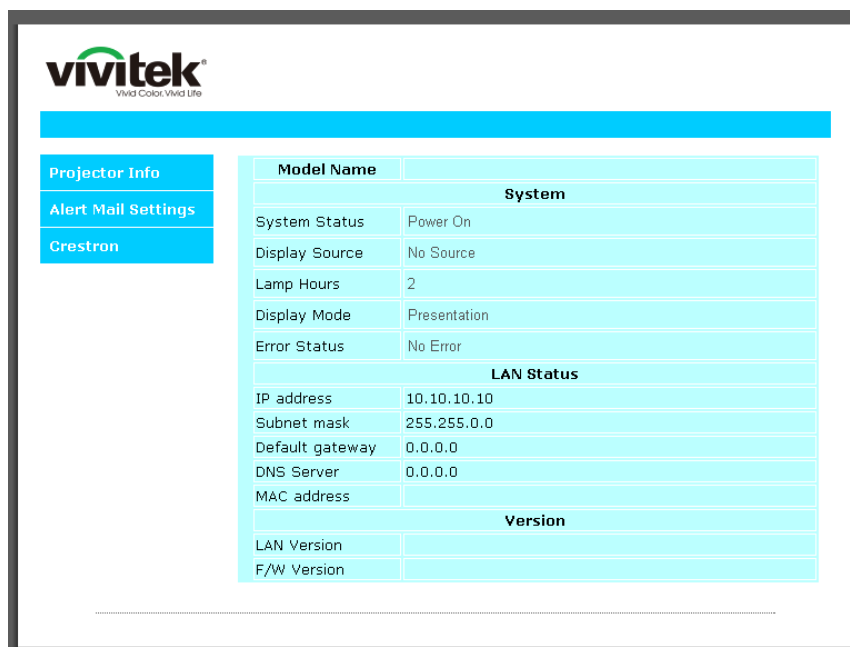 vivitek®
Vivid Color.Vivid Life
Projector Info
Alert Mail Settings
Crestron
Model Name
System
System Status Power On
Display Source No Source
Lamp Hours 2
Display Mode Presentation
Error Status No Error
LAN Status
IP address 10.10.10.10
Subnet mask 255.255.0.0
Default gateway 0.0.0.0
DNS Server 0.0.0.0
MAC address
Version
LAN Version
F/W Version